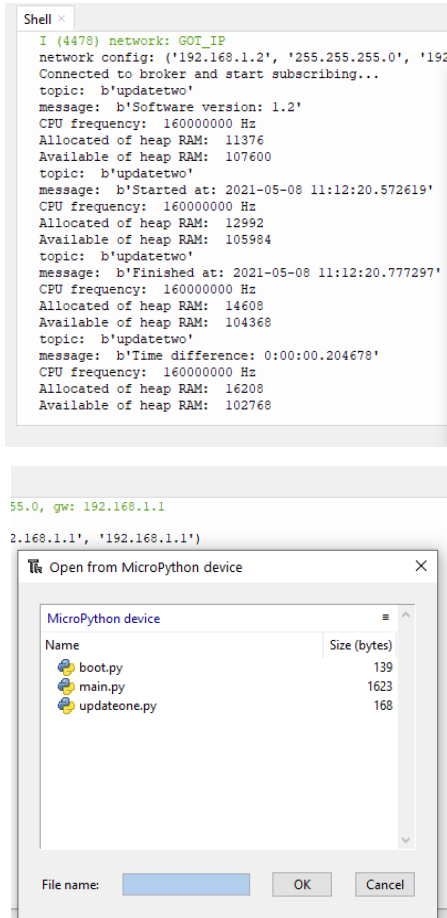 Shell ×
I (4478) network: GOT_IP
network config: ('192.168.1.2', '255.255.255.0', '192
Connected to broker and start subscribing...
topic:  b'updatetwo'
message:  b'Software version: 1.2'
CPU frequency:  160000000 Hz
Allocated of heap RAM:  11376
Available of heap RAM:  107600
topic:  b'updatetwo'
message:  b'Started at: 2021-05-08 11:12:20.572619'
CPU frequency:  160000000 Hz
Allocated of heap RAM:  12992
Available of heap RAM:  105984
topic:  b'updatetwo'
message:  b'Finished at: 2021-05-08 11:12:20.777297'
CPU frequency:  160000000 Hz
Allocated of heap RAM:  14608
Available of heap RAM:  104368
topic:  b'updatetwo'
message:  b'Time difference: 0:00:00.204678'
CPU frequency:  160000000 Hz
Allocated of heap RAM:  16208
Available of heap RAM:  102768
55.0, gw: 192.168.1.1
2.168.1.1', '192.168.1.1')
Open from MicroPython device
MicroPython device
Name Size (bytes)
boot.py 139
main.py 1623
updateone.py 168
File name: OK Cancel